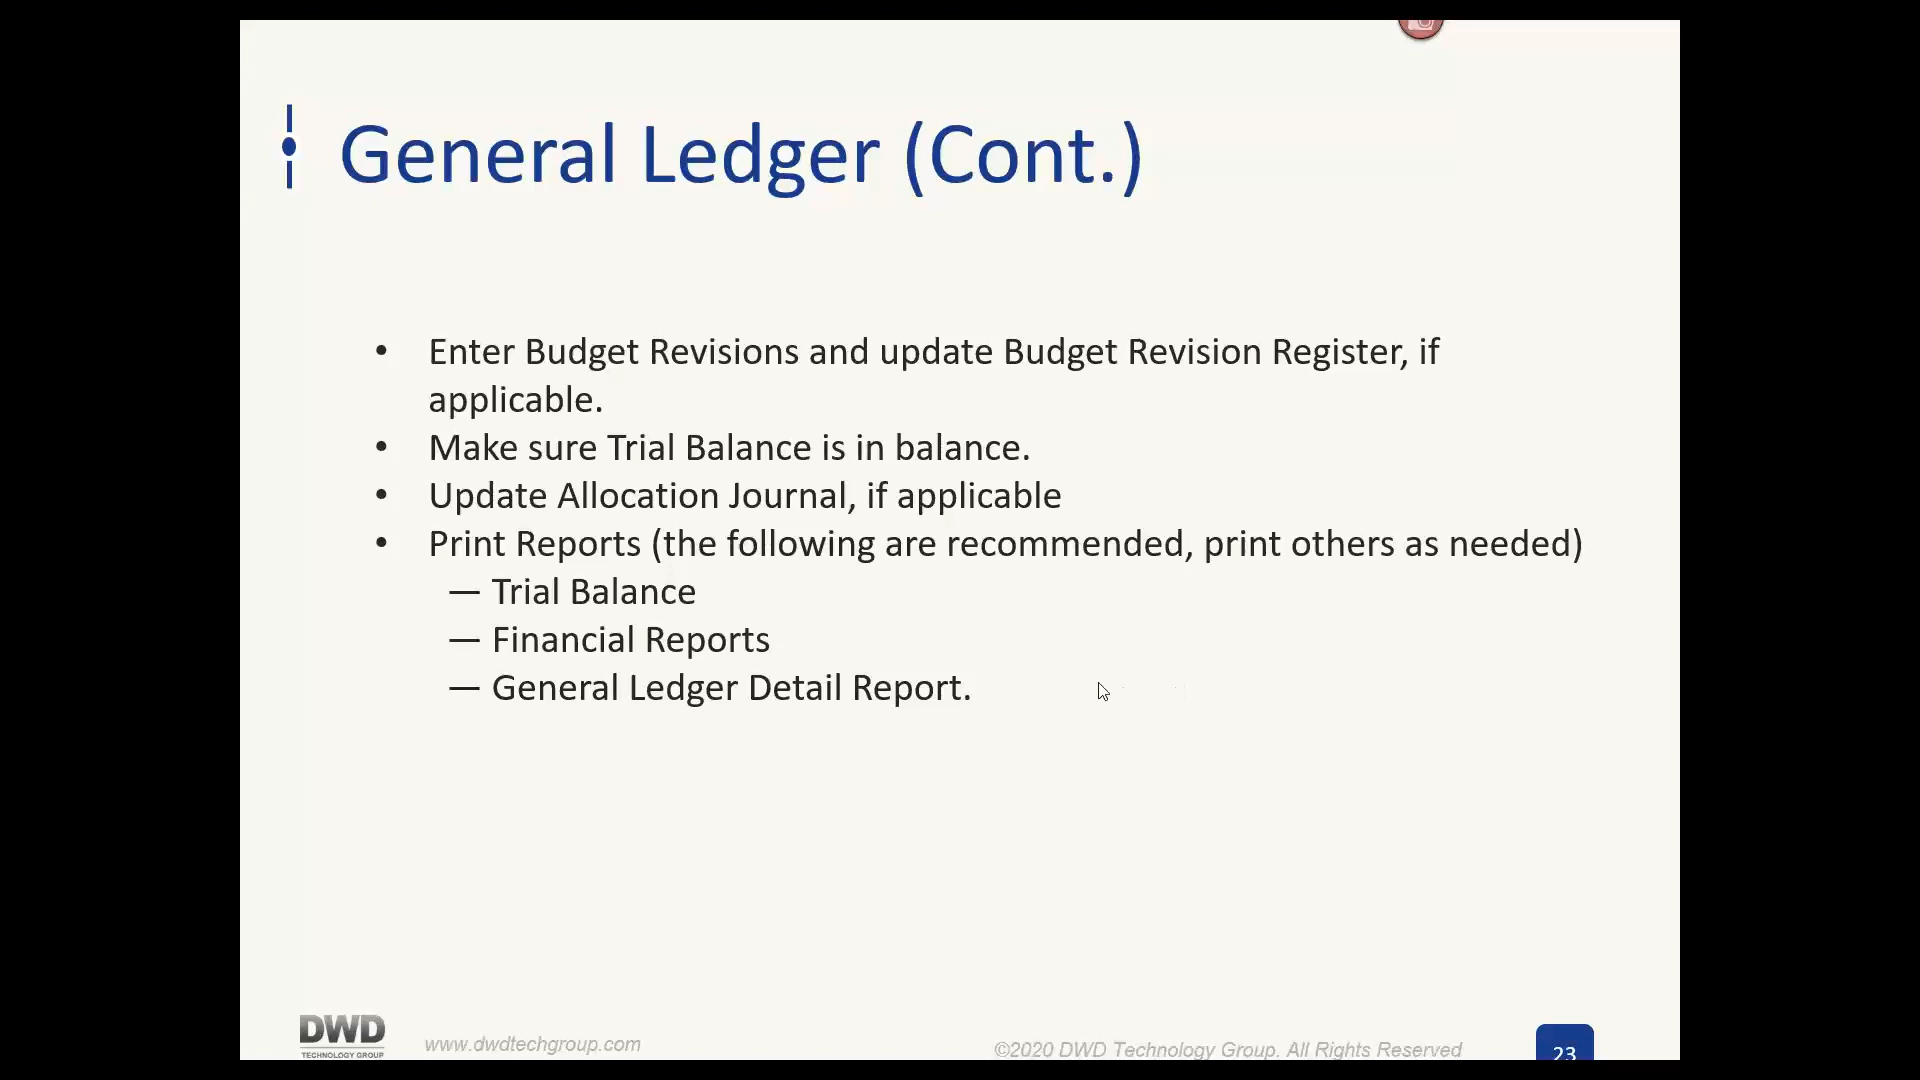 General Ledger (Cont.)
• Enter Budget Revisions and update Budget Revision Register, if
applicable.
• Make sure Trial Balance is in balance.
• Update Allocation Journal, if applicable
• Print Reports (the following are recommended, print others as needed)
— Trial Balance
— Financial Reports
— General Ledger Detail Report.
DWD
TECHNOLOGY GROUP
www.dwdtechgroup.com
©2020 DWD Technology Group. All Rights Reserved
23